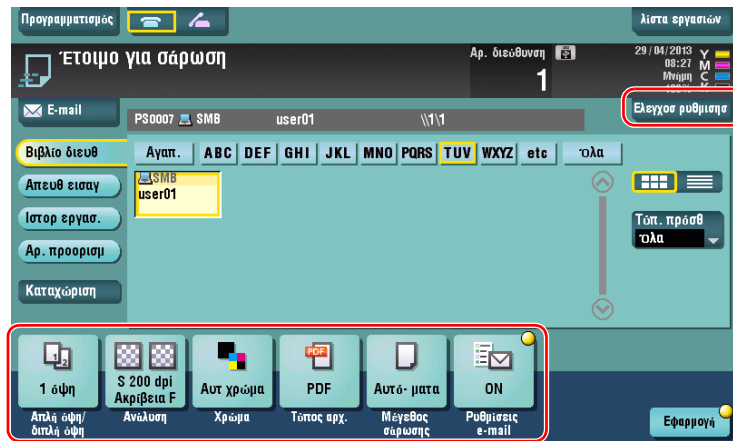 Προγραμματισμός
λίστα εργασιών
Έτοιμο για σάρωση
Αρ. διεύθυνση
1
29/04/2013
08:27
Μνήμη
100%
Y
M
C
K
E-mail
PS0007 SMB user01 \\1\1
Ελεγχοσ ρυθμισησ
Βιβλίο διευθ
Αγαπ. ABC DEF GHI JKL MNO PQRS TUV WXYZ etc Όλα
Απευθ εισαγ
SMB
user01
Ιστορ εργασ.
Τύπ. πρόσθ
Όλα
Αρ. προορισμ
Καταχώριση
1 όψη
S 200 dpi
Ακρίβεια F
Αυτ χρώμα
PDF
PDF
Αυτό- ματα
ON
Απλή όψη/
διπλή όψη
Ανάλυση
Χρώμα
Τύπος αρχ.
Μέγεθος
σάρωσης
Ρυθμίσεις
e-mail
Εφαρμογή